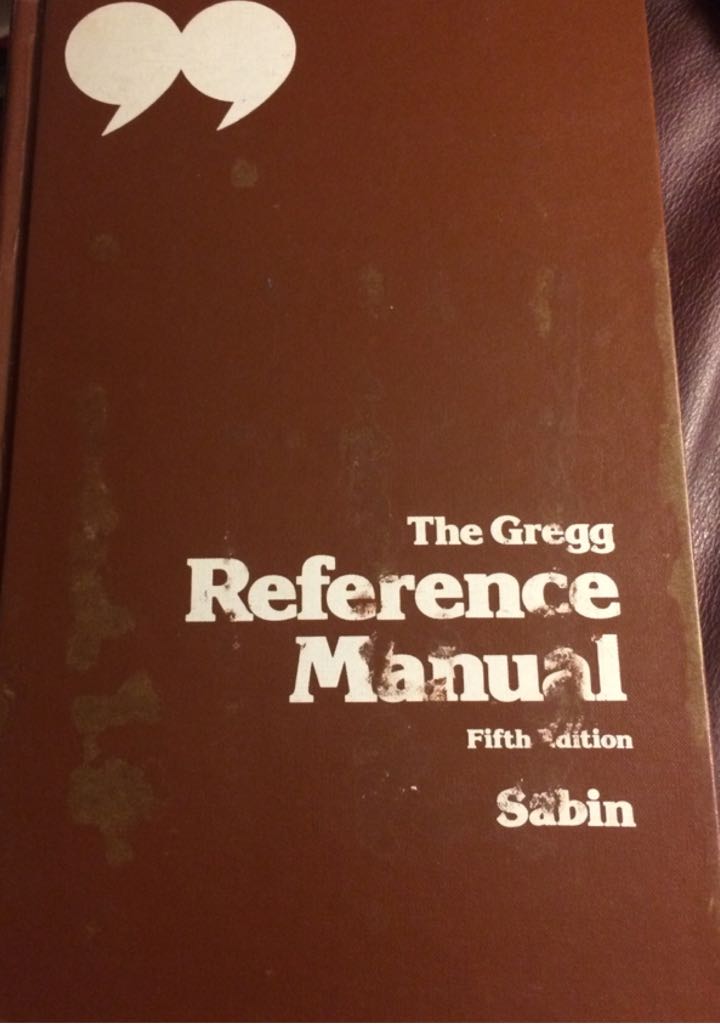 ”
The Gregg
Reference
Manual
Fifth Edition
Sabin